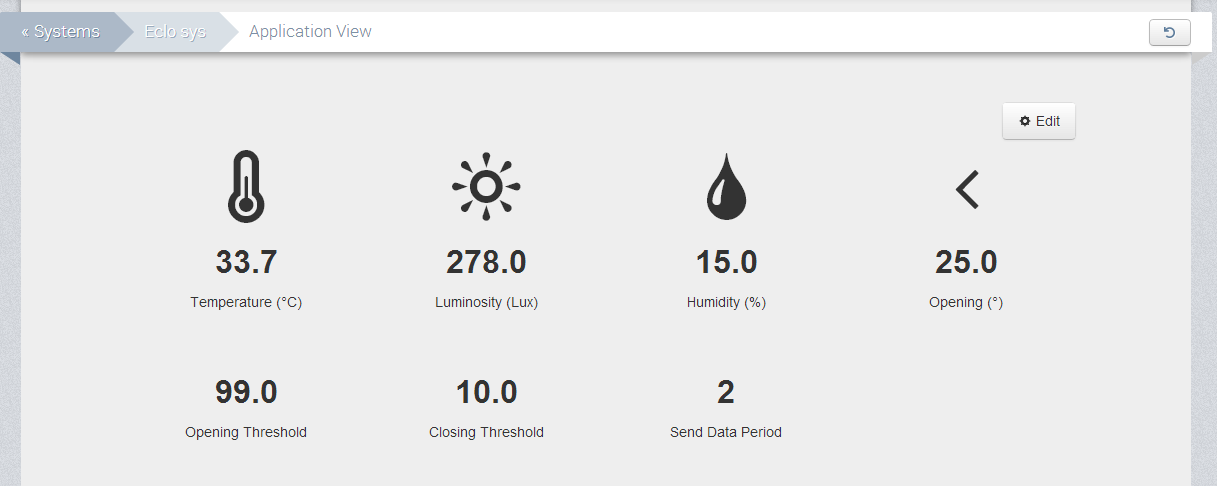 « Systems Eclo sys Application View
Edit
33.7 278.0 15.0 25.0
Temperature (°C) Luminosity (Lux) Humidity (%) Opening (°)
99.0 10.0 2
Opening Threshold Closing Threshold Send Data Period